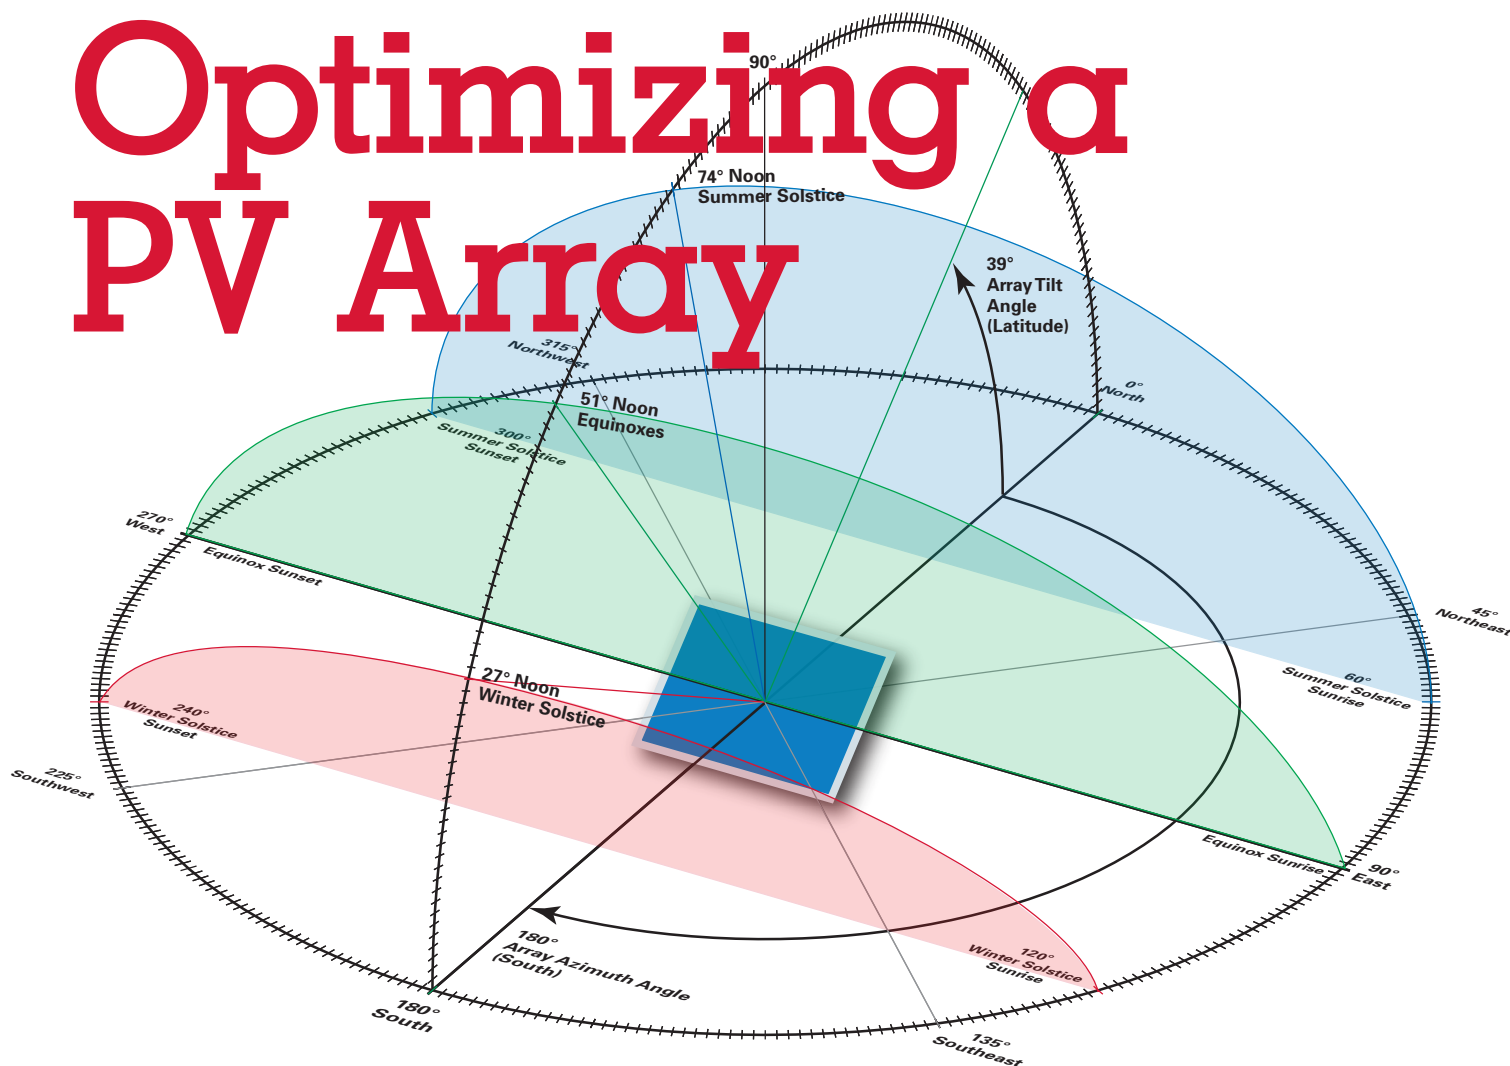 Optimizing a
PV Array
90°
74° Noon
Summer Solstice
39°
Array Tilt
Angle
(Latitude)
315°
Northwest
0°
North
51° Noon
Equinoxes
300°
Summer Solstice
Sunset
270°
West
Equinox Sunset
45°
Northeast
60°
Summer Solstice
Sunrise
27° Noon
Winter Solstice
240°
Winter Solstice
Sunset
225°
Southwest
Equinox Sunrise
90°
East
180°
Array Azimuth Angle
(South)
120°
Winter Solstice
Sunrise
180°
South
135°
Southeast